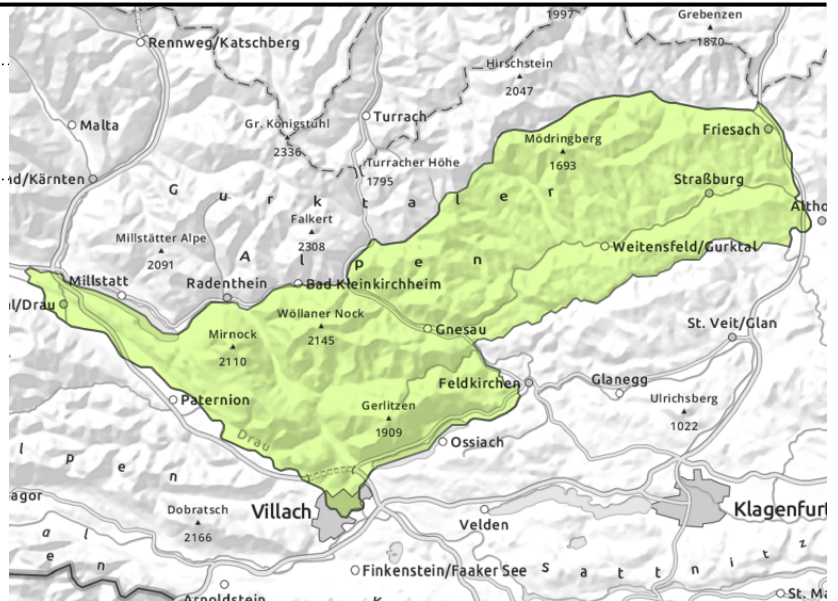 1997
Grebenzen
1870
Rennweg/Katschberg
Hirschstein
2047
Malta
Gr. Königstuhl
2336
Turrach
Mödringberg
1693
Friesach
Turracher Höhe
1795
nd/Kärnten
Straßburg
G u r k t a l e r
Altho
Falkert
2308
Millstätter Alpe
2091
A l p e n
Weitensfeld/Gurktal
Millstatt
Radenthein
Bad Kleinkirchheim
al/Drau
Wöllaner Nock
2145
Gnesau
Mirnock
2110
St. Veit/Glan
Feldkirchen
Glanegg
Paternion
Gerlitzen
1909
Ulrichsberg
1022
Drau
Ossiach
l p e n
agor
Dobratsch
2166
Villach
Velden
Klagenfurt
a l
e n
Finkenstein/Faaker See
S a t t n i t z
Arnoldstein
K
St. Ma